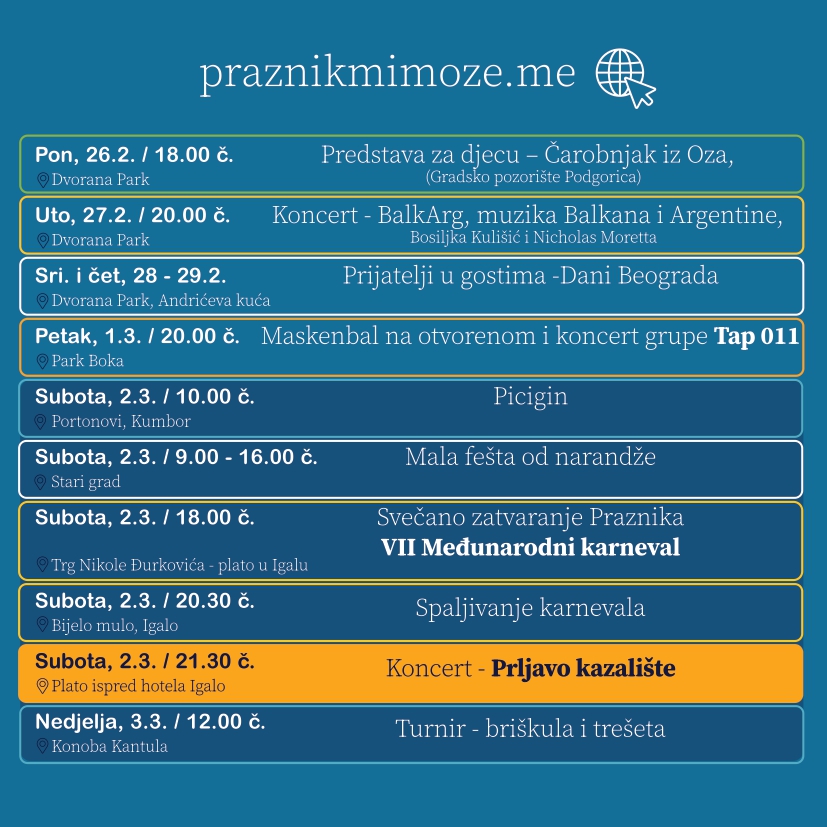 praznikmimoze.me
Pon, 26.2. / 18.00 č.
Dvorana Park
Predstava za djecu – Čarobnjak iz Oza,
(Gradsko pozorište Podgorica)
Uto, 27.2. / 20.00 č.
Dvorana Park
Koncert - BalkArg, muzika Balkana i Argentine,
Bosiljka Kulišić i Nicholas Moretta
Sri. i čet, 28 - 29.2.
Dvorana Park, Andrićeva kuća
Prijatelji u gostima -Dani Beograda
Petak, 1.3. / 20.00 č.
Park Boka
Maskenbal na otvorenom i koncert grupe Tap 011
Subota, 2.3. / 10.00 č.
Portonovi, Kumbor
Picigin
Subota, 2.3. / 9.00 - 16.00 č.
Stari grad
Mala fešta od narandže
Subota, 2.3. / 18.00 č.
Trg Nikole Đurkovića - plato u Igalu
Svečano zatvaranje Praznika
VII Međunarodni karneval
Subota, 2.3. / 20.30 č.
Bijelo mulo, Igalo
Spaljivanje karnevala
Subota, 2.3. / 21.30 č.
Plato ispred hotela Igalo
Koncert - Prljavo kazalište
Nedjelja, 3.3. / 12.00 č.
Konoba Kantula
Turnir - briškula i trešeta